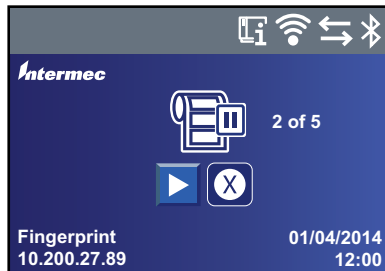 i
Intermec
2 of 5
X
Fingerprint
01/04/2014
10.200.27.89
12:00